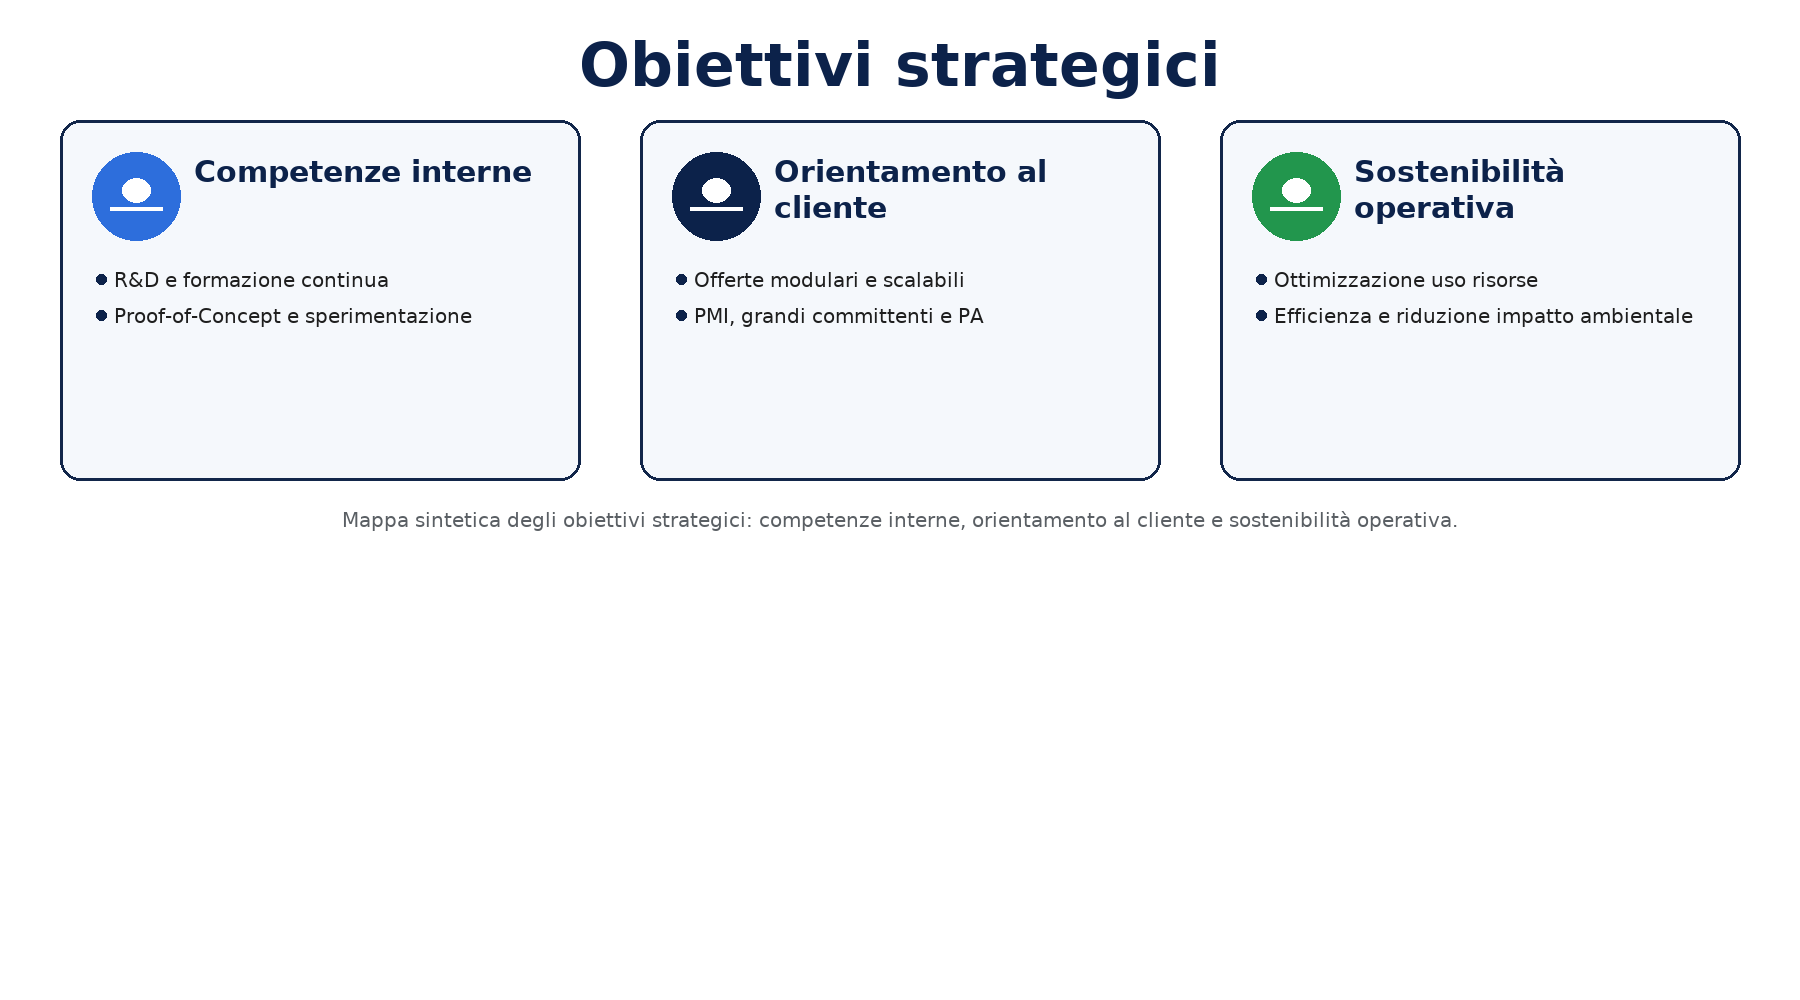 Obiettivi strategici
Competenze interne
• R&D e formazione continua
• Proof-of-Concept e sperimentazione
Orientamento al
cliente
• Offerte modulari e scalabili
• PMI, grandi committenti e PA
Sostenibilità
operativa
• Ottimizzazione uso risorse
• Efficienza e riduzione impatto ambientale
Mappa sintetica degli obiettivi strategici: competenze interne, orientamento al cliente e sostenibilità operativa.